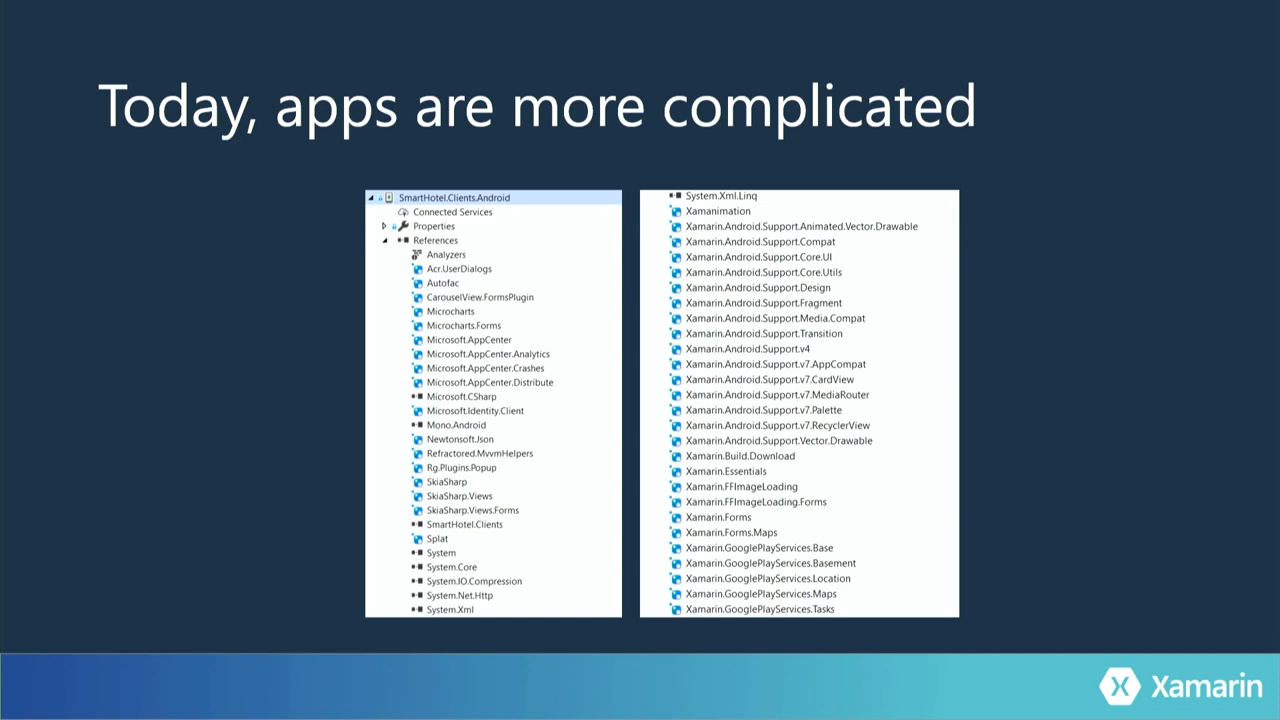 Today, apps are more complicated
SmartHotel.Clients.Android
Connected Services
Properties
References
Analyzers
Acr.UserDialogs
Autofac
CarouselView.FormsPlugin
Microcharts
Microcharts.Forms
Microsoft.AppCenter
Microsoft.AppCenter.Analytics
Microsoft.AppCenter.Crashes
Microsoft.AppCenter.Distribute
Microsoft.CSharp
Microsoft.Identity.Client
Mono.Android
Newtonsoft.Json
Refractored.MvvmHelpers
Rg.Plugins.Popup
SkiaSharp
SkiaSharp.Views
SkiaSharp.Views.Forms
SmartHotel.Clients
Splat
System
System.Core
System.IO.Compression
System.Net.Http
System.Xml
System.Xml.Linq
Xamanimation
Xamarin.Android.Support.Animated.Vector.Drawable
Xamarin.Android.Support.Compat
Xamarin.Android.Support.Core.UI
Xamarin.Android.Support.Core.Utils
Xamarin.Android.Support.Design
Xamarin.Android.Support.Fragment
Xamarin.Android.Support.Media.Compat
Xamarin.Android.Support.Transition
Xamarin.Android.Support.v4
Xamarin.Android.Support.v7.AppCompat
Xamarin.Android.Support.v7.CardView
Xamarin.Android.Support.v7.MediaRouter
Xamarin.Android.Support.v7.Palette
Xamarin.Android.Support.v7.RecyclerView
Xamarin.Android.Support.Vector.Drawable
Xamarin.Build.Download
Xamarin.Essentials
Xamarin.FFImageLoading
Xamarin.FFImageLoading.Forms
Xamarin.Forms
Xamarin.Forms.Maps
Xamarin.GooglePlayServices.Base
Xamarin.GooglePlayServices.Basement
Xamarin.GooglePlayServices.Location
Xamarin.GooglePlayServices.Maps
Xamarin.GooglePlayServices.Tasks
Xamarin